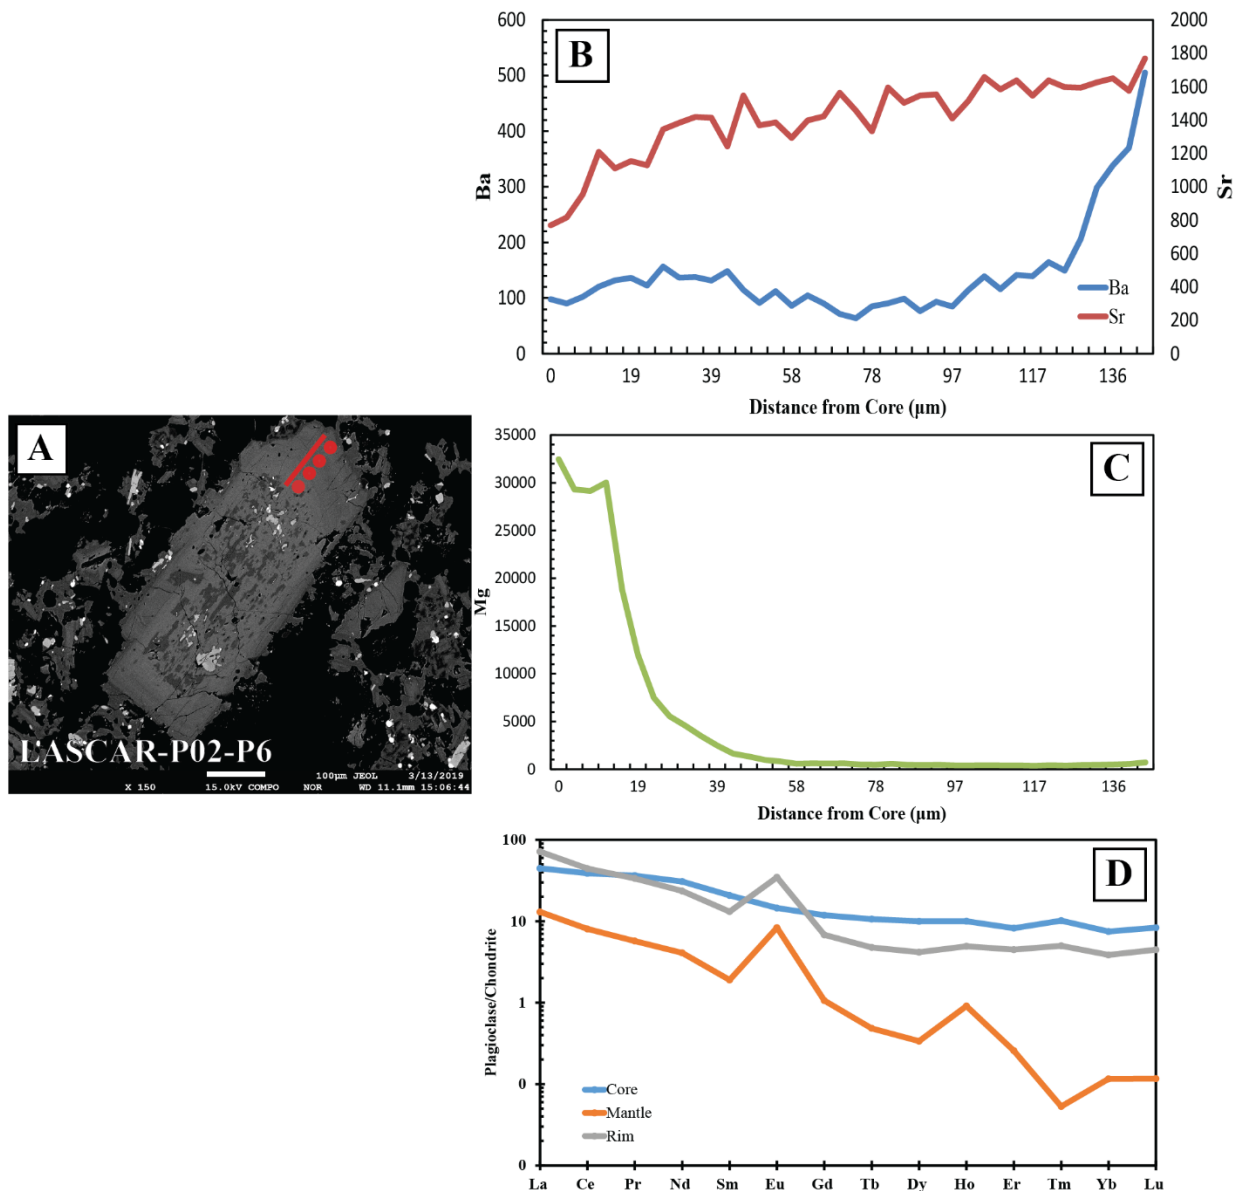 B
600
500
400
300
200
100
0
Ba
2000
1800
1600
1400
1200
1000
800
600
400
200
0
Sr
Ba
Sr
0 19 39 58 78 97 117 136
Distance from Core (µm)
A
LASCAR-P02-P6
100µm JEOL 3/13/2019
X 150 15.0kV COMPO NOR WD 11.1mm 15:06:44
C
35000
30000
25000
20000
15000
10000
5000
0
Mg
0 19 39 58 78 97 117 136
Distance from Core (µm)
D
100
10
1
0
0
Plagioclase/Chondrite
Core
Mantle
Rim
La Ce Pr Nd Sm Eu Gd Tb Dy Ho Er Tm Yb Lu